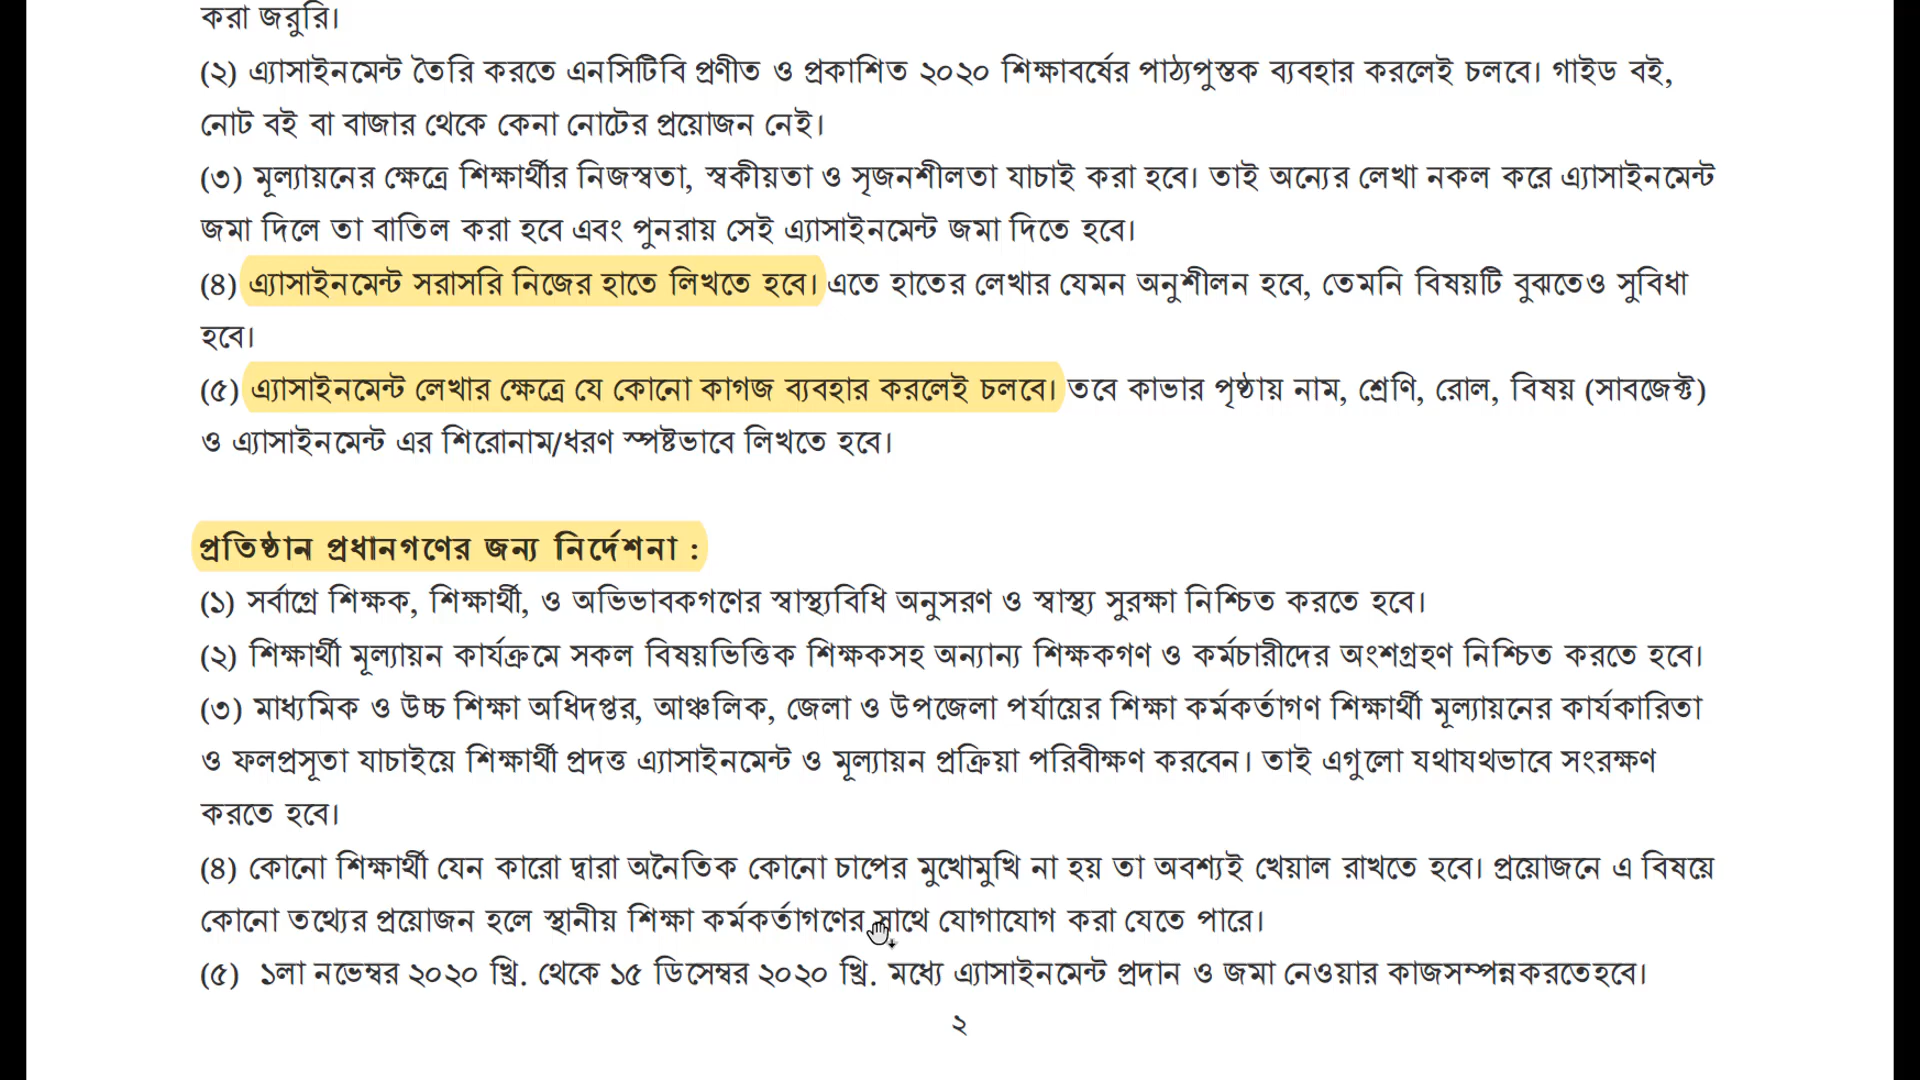 করা জরুরি।
(২) এ্যাসাইনমেন্ট তৈরি করতে এনসিটিবি প্রণীত ও প্রকাশিত ২০২০ শিক্ষাবর্ষের পাঠ্যপুস্তক ব্যবহার করলেই চলবে। গাইড বই,
নোট বই বা বাজার থেকে কেনা নোটের প্রয়োজন নেই।
(৩) মূল্যায়নের ক্ষেত্রে শিক্ষার্থীর নিজস্বতা, স্বকীয়তা ও সৃজনশীলতা যাচাই করা হবে। তাই অন্যের লেখা নকল করে এ্যাসাইনমেন্ট
জমা দিলে তা বাতিল করা হবে এবং পুনরায় সেই এ্যাসাইনমেন্ট জমা দিতে হবে।
(৪) এ্যাসাইনমেন্ট সরাসরি নিজের হাতে লিখতে হবে। এতে হাতের লেখার যেমন অনুশীলন হবে, তেমনি বিষয়টি বুঝতেও সুবিধা
হবে।
(৫) এ্যাসাইনমেন্ট লেখার ক্ষেত্রে যে কোনো কাগজ ব্যবহার করলেই চলবে। তবে কাভার পৃষ্ঠায় নাম, শ্রেণি, রোল, বিষয় (সাবজেক্ট)
ও এ্যাসাইনমেন্ট এর শিরোনাম/ধরণ স্পষ্টভাবে লিখতে হবে।
প্রতিষ্ঠান প্রধানগণের জন্য নির্দেশনা :
(১) সর্বাগ্রে শিক্ষক, শিক্ষার্থী, ও অভিভাবকগণের স্বাস্থ্যবিধি অনুসরণ ও স্বাস্থ্য সুরক্ষা নিশ্চিত করতে হবে।
(২) শিক্ষার্থী মূল্যায়ন কার্যক্রমে সকল বিষয়ভিত্তিক শিক্ষকসহ অন্যান্য শিক্ষকগণ ও কর্মচারীদের অংশগ্রহণ নিশ্চিত করতে হবে।
(৩) মাধ্যমিক ও উচ্চ শিক্ষা অধিদপ্তর, আঞ্চলিক, জেলা ও উপজেলা পর্যায়ের শিক্ষা কর্মকর্তাগণ শিক্ষার্থী মূল্যায়নের কার্যকারিতা
ও ফলপ্রসূতা যাচাইয়ে শিক্ষার্থী প্রদত্ত এ্যাসাইনমেন্ট ও মূল্যায়ন প্রক্রিয়া পরিবীক্ষণ করবেন। তাই এগুলো যথাযথভাবে সংরক্ষণ
করতে হবে।
(৪) কোনো শিক্ষার্থী যেন কারো দ্বারা অনৈতিক কোনো চাপের মুখোমুখি না হয় তা অবশ্যই খেয়াল রাখতে হবে। প্রয়োজনে এ বিষয়ে
কোনো তথ্যের প্রয়োজন হলে স্থানীয় শিক্ষা কর্মকর্তাগণের সাথে যোগাযোগ করা যেতে পারে।
(৫) ১লা নভেম্বর ২০২০ খ্রি. থেকে ১৫ ডিসেম্বর ২০২০ খ্রি. মধ্যে এ্যাসাইনমেন্ট প্রদান ও জমা নেওয়ার কাজসম্পন্নকরতেহবে।
২